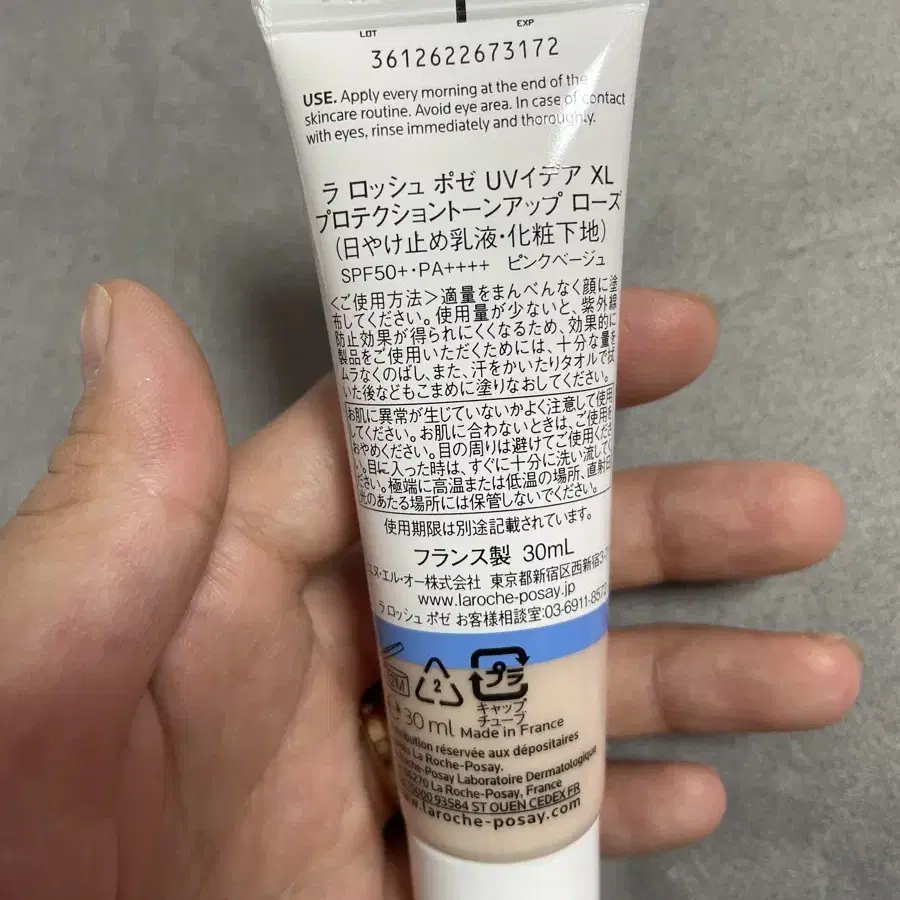 LOT EXP
3612622673172
USE. Apply every morning at the end of the
skincare routine. Avoid eye area. In case of contact
with eyes, rinse immediately and thoroughly.
ラ ロッシュ ポゼ UVイデア XL
プロテクショントーンアップ ローズ
(日やけ止め乳液・化粧下地)
SPF50+・PA++++ ピンクベージュ
<ご使用方法>適量をまんべんなく顔に塗
布してください。使用量が少ないと、紫外線
防止効果が得られにくくなるため、効果的に
製品をご使用いただくためには、十分な量を
ムラなくのばし、また、汗をかいたりタオルで拭
いた後などもこまめに塗りなおしてください。
お肌に異常が生じていないかよく注意して使用
してください。お肌に合わないときは、ご使用を
おやめください。目の周りは避けてご使用くださ
い。目に入った時は、すぐに十分に洗い流して
ください。極端に高温または低温の場所、直射日
光のあたる場所には保管しないでください。
使用期限は別途記載されています。
フランス製 30mL
エヌ・エル・オー株式会社 東京都新宿区西新宿3-7
www.laroche-posay.jp
ラ ロッシュ ポゼ お客様相談室:03-6911-8572
2M 2 プラ
キャップ
チューブ
30 ml Made in France
réservée aux dépositaires
La Roche-Posay.
-Posay Laboratoire Dermatologique
La Roche-Posay, France
93584 ST OUEN CEDEX FR
www.laroche-posay.com